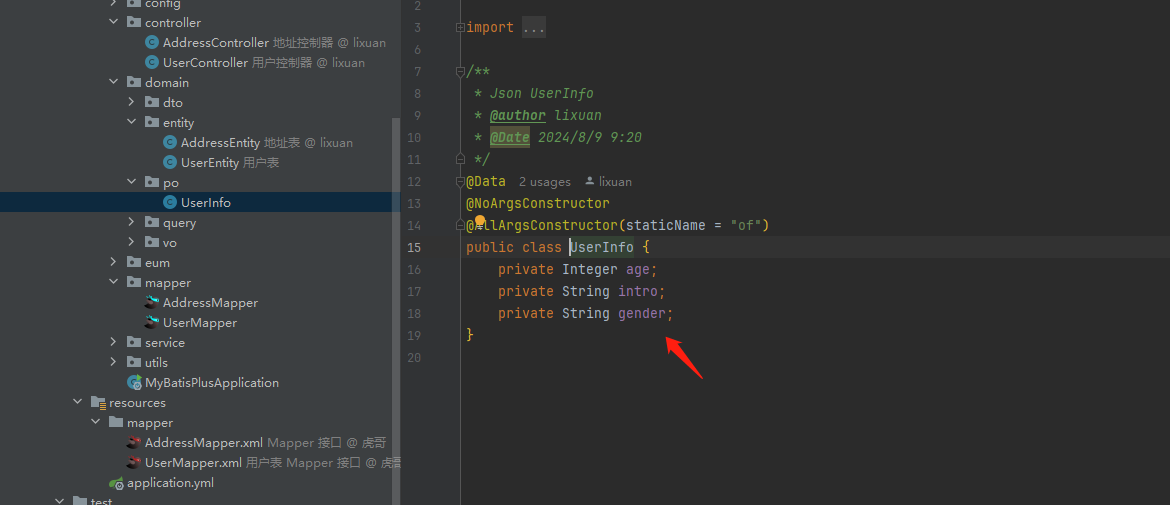 config
controller
AddressController 地址控制器 @ lixuan
UserController 用户控制器 @ lixuan
domain
dto
entity
AddressEntity 地址表 @ lixuan
UserEntity 用户表
po
UserInfo
query
vo
eum
mapper
AddressMapper
UserMapper
service
utils
MyBatisPlusApplication
resources
mapper
AddressMapper.xml Mapper 接口 @ 虎哥
UserMapper.xml 用户表 Mapper 接口 @ 虎哥
application.yml
test
2
3 import ...
6
7 /**
8 * Json UserInfo
9 * @author lixuan
10 * @Date 2024/8/9 9:20
11 */
12 @Data 2 usages lixuan
13 @NoArgsConstructor
14 @AllArgsConstructor(staticName = "of")
15 public class UserInfo {
16 private Integer age;
17 private String intro;
18 private String gender;
19 }
20